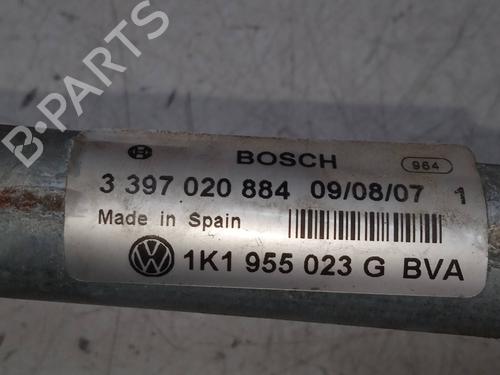 B-PARTS
BOSCH 964
3 397 020 884 09/08/07 1
Made in Spain
1K1 955 023 G BVA